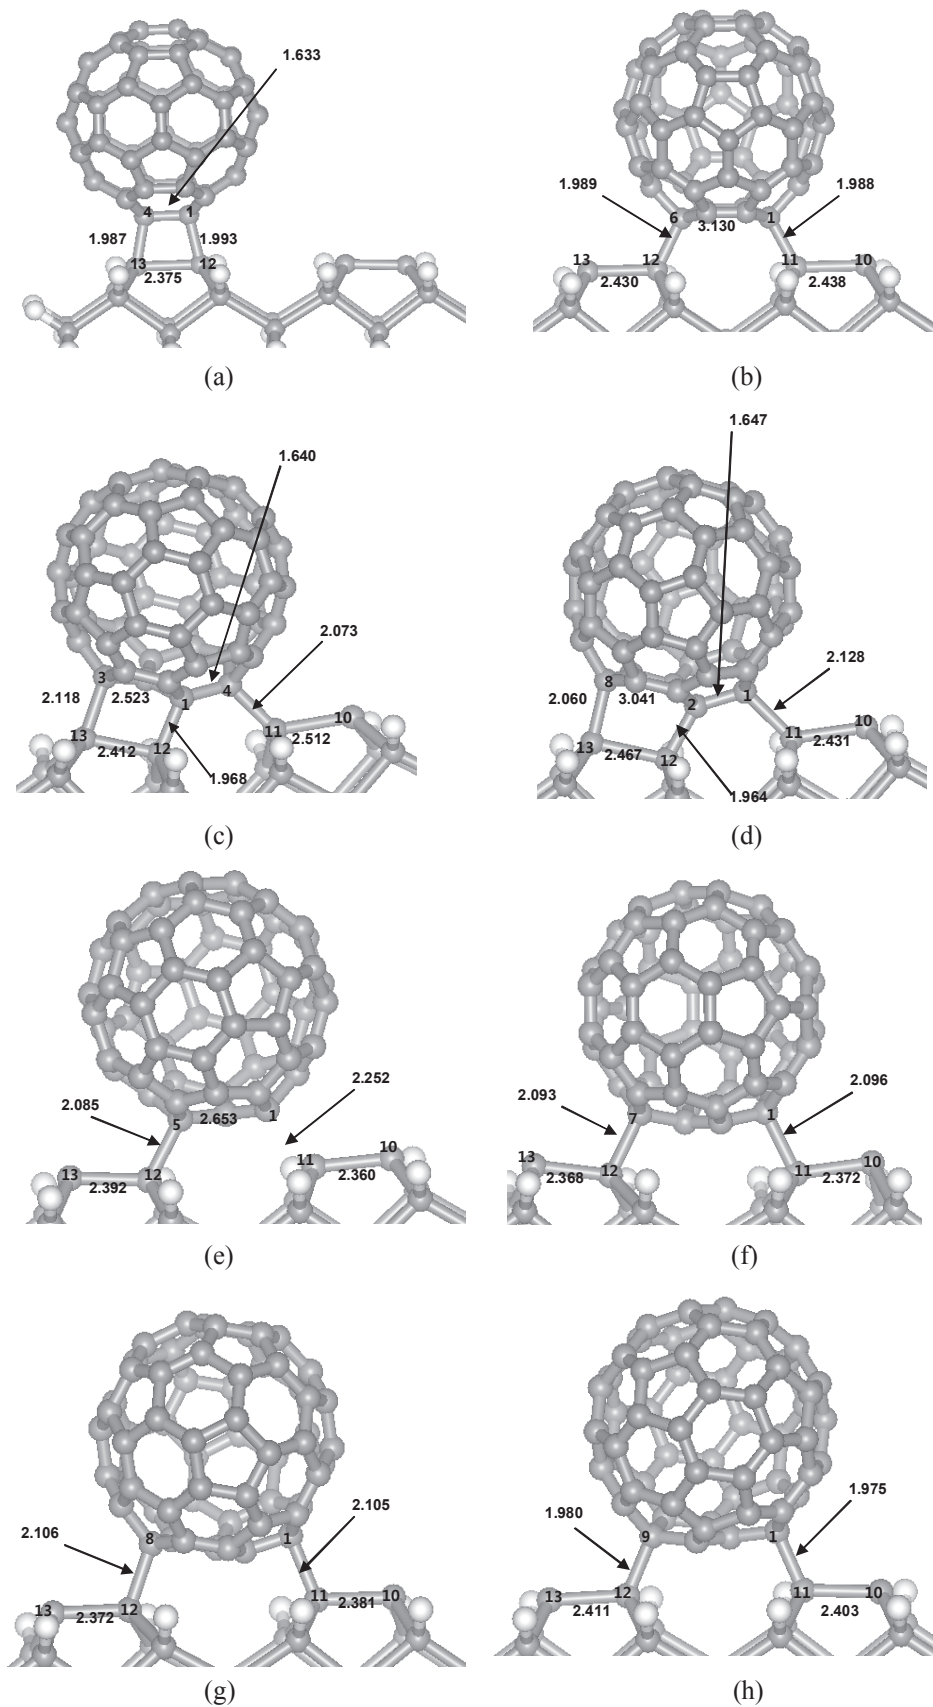 1.633
4 1
1.987 1.993
13 12
2.375
(a)
1.989 1.988
6 3.130 1
13 12 11 10
2.430 2.438
(b)
1.640
2.073
3
2.118 2.523 1 4
13 12 11 10
2.412 2.512
1.968
(c)
1.647
2.128
8
2.060 3.041 2 1
13 12 11 10
2.467 2.431
1.964
(d)
2.252
2.085
5 2.653 1
13 12 11 10
2.392 2.360
(e)
2.093 2.096
7 1
13 12 11 10
2.368 2.372
(f)
2.105
2.106
8 1
13 12 11 10
2.372 2.381
(g)
1.975
1.980
9 1
13 12 11 10
2.411 2.403
(h)